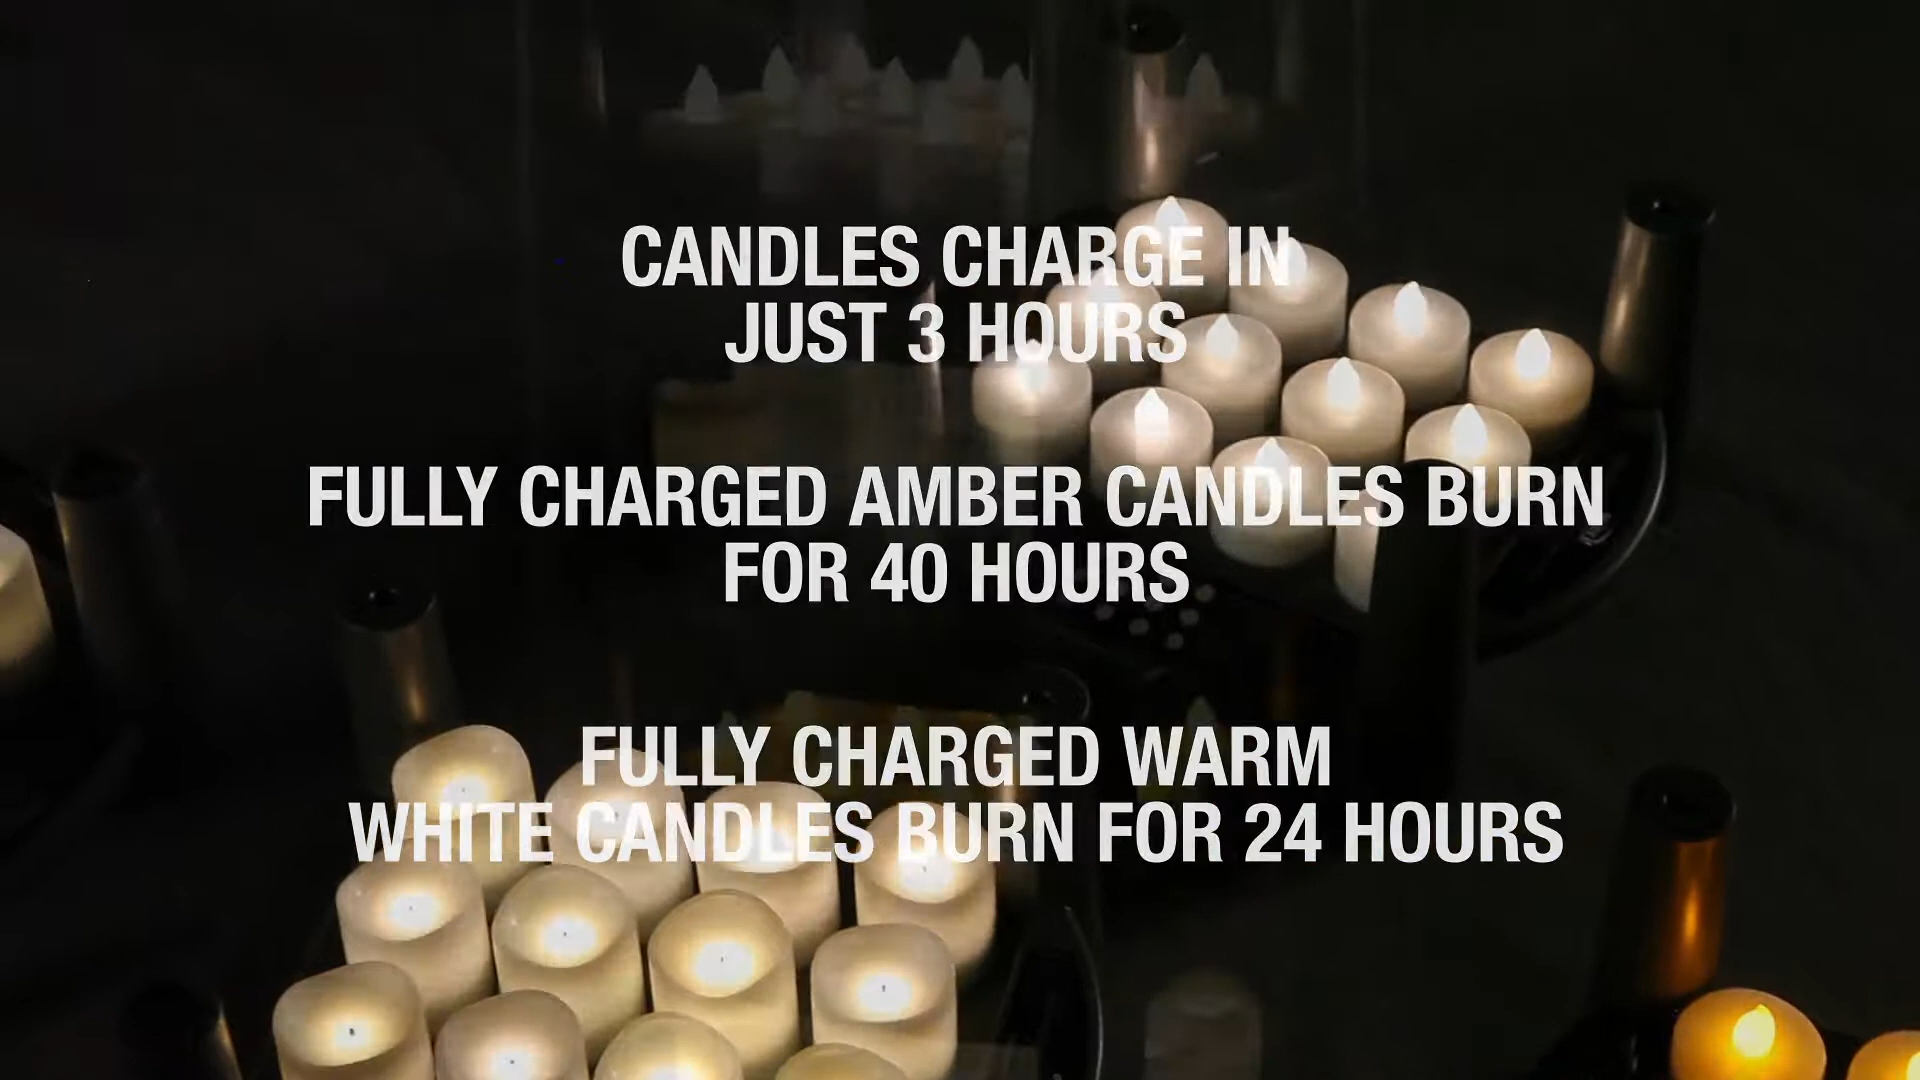 CANDLES CHARGE IN
JUST 3 HOURS
FULLY CHARGED AMBER CANDLES BURN
FOR 40 HOURS
FULLY CHARGED WARM
WHITE CANDLES BURN FOR 24 HOURS